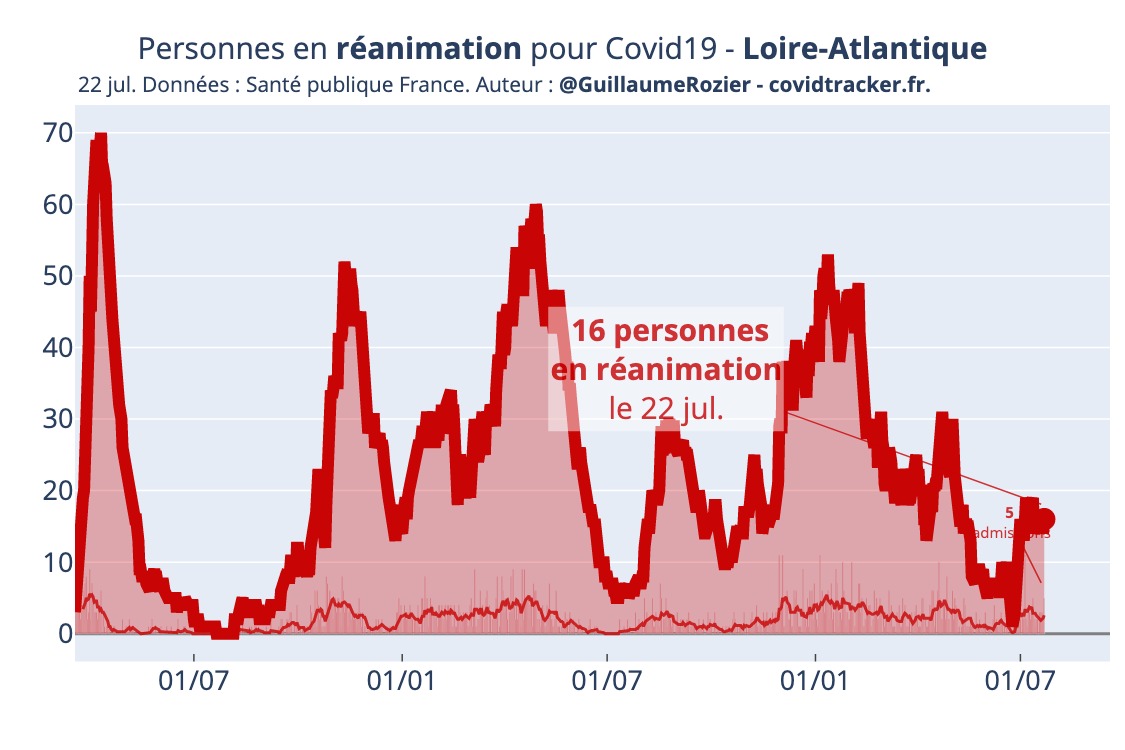 Personnes en réanimation pour Covid19 - Loire-Atlantique
22 jul. Données : Santé publique France. Auteur : @GuillaumeRozier - covidtracker.fr.
70
60
50
40
30
20
10
0
16 personnes
en réanimation
le 22 jul.
5
admissions
01/07
01/01
01/07
01/01
01/07